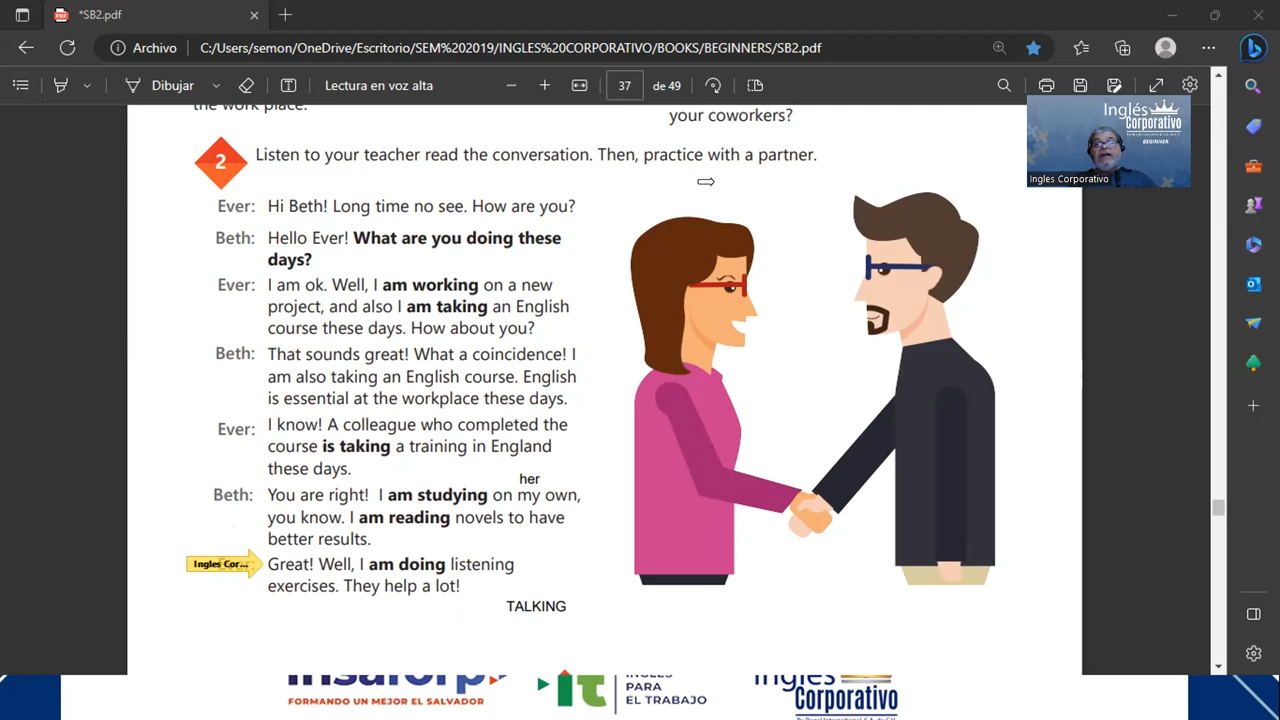 *SB2.pdf
Archivo
C:/Users/semon/OneDrive/Escritorio/SEM%202019/INGLES%20CORPORATIVO/BOOKS/BEGINNERS/SB2.pdf
Dibujar
Lectura en voz alta
37
de 49
the work place.
your coworkers?
Inglés
Corporativo
BEGINNER
Ingles Corporativo
2
Listen to your teacher read the conversation. Then, practice with a partner.
Ever: Hi Beth! Long time no see. How are you?
Beth: Hello Ever! What are you doing these
days?
Ever: I am ok. Well, I am working on a new
project, and also I am taking an English
course these days. How about you?
Beth: That sounds great! What a coincidence! I
am also taking an English course. English
is essential at the workplace these days.
Ever: I know! A colleague who completed the
course is taking a training in England
these days.
her
Beth: You are right! I am studying on my own,
you know. I am reading novels to have
better results.
Ingles Cor... Great! Well, I am doing listening
exercises. They help a lot!
TALKING
insaforp
FORMANDO UN MEJOR EL SALVADOR
it
INGLÉS
PARA
EL TRABAJO
Inglés
Corporativo